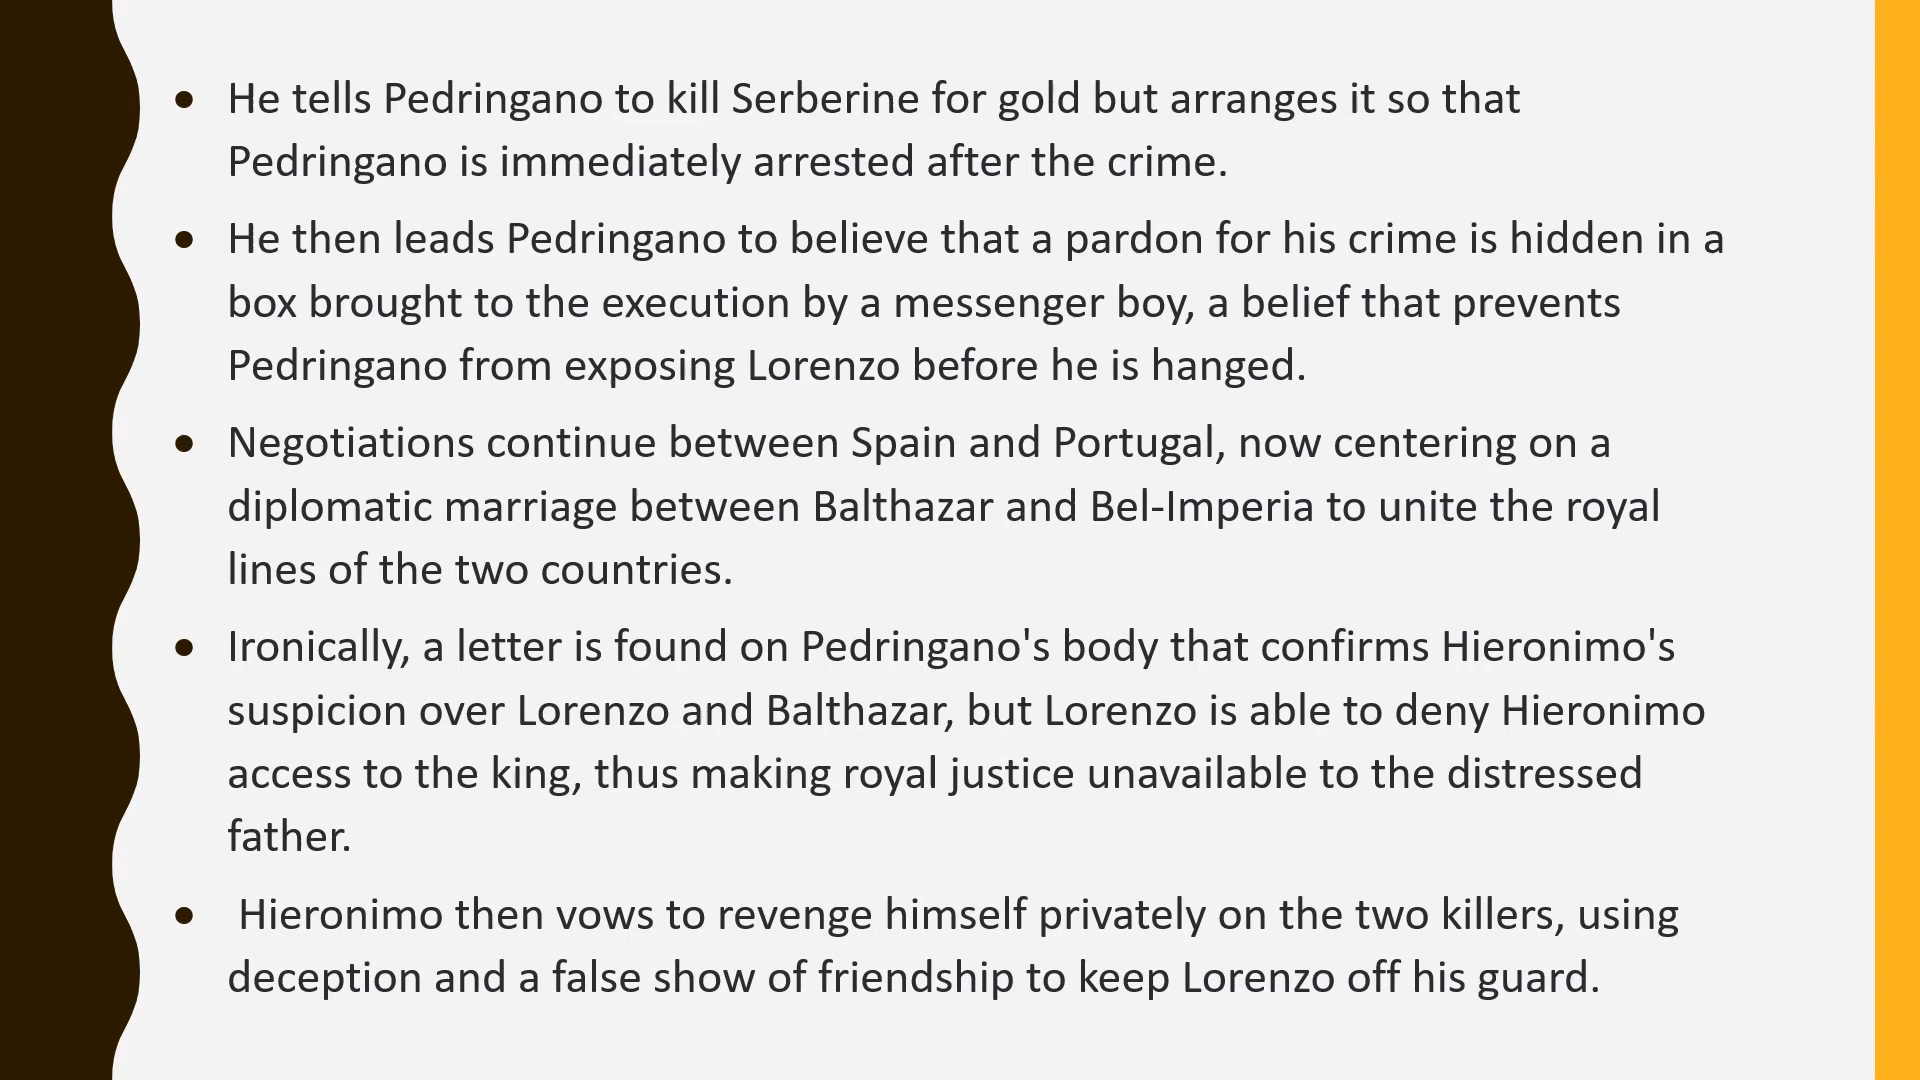 • He tells Pedringano to kill Serberine for gold but arranges it so that
Pedringano is immediately arrested after the crime.
• He then leads Pedringano to believe that a pardon for his crime is hidden in a
box brought to the execution by a messenger boy, a belief that prevents
Pedringano from exposing Lorenzo before he is hanged.
• Negotiations continue between Spain and Portugal, now centering on a
diplomatic marriage between Balthazar and Bel-Imperia to unite the royal
lines of the two countries.
• Ironically, a letter is found on Pedringano's body that confirms Hieronimo's
suspicion over Lorenzo and Balthazar, but Lorenzo is able to deny Hieronimo
access to the king, thus making royal justice unavailable to the distressed
father.
• Hieronimo then vows to revenge himself privately on the two killers, using
deception and a false show of friendship to keep Lorenzo off his guard.